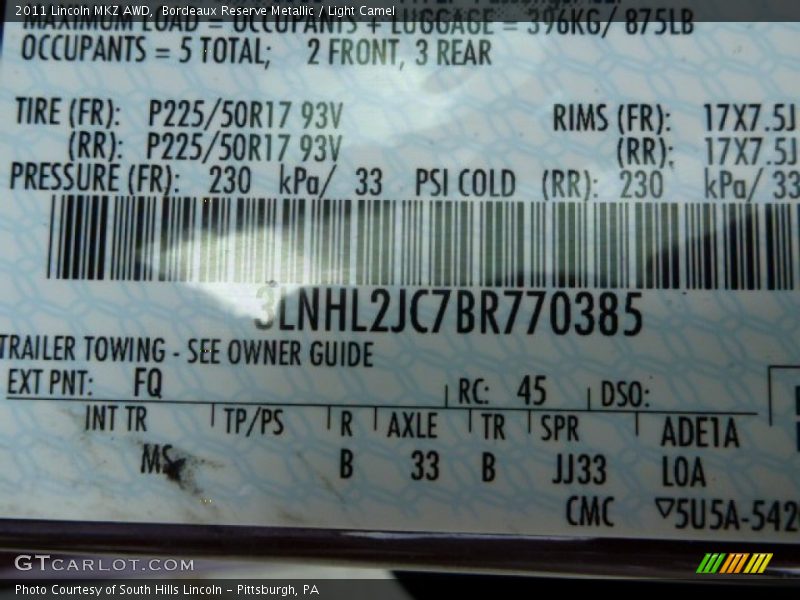 2011 Lincoln MKZ AWD, Bordeaux Reserve Metallic / Light Camel
MAXIMUM LOAD = OCCUPANTS + LUGGAGE = 396KG/ 875LB
OCCUPANTS = 5 TOTAL; 2 FRONT, 3 REAR
TIRE (FR): P225/50R17 93V RIMS (FR): 17X7.5J
(RR): P225/50R17 93V (RR): 17X7.5J
PRESSURE (FR): 230 kPa/ 33 PSI COLD (RR): 230 kPa/ 33
3LNHL2JC7BR770385
TRAILER TOWING - SEE OWNER GUIDE
EXT PNT: FQ RC: 45 DSO:
INT TR TP/PS R AXLE TR SPR ADE1A
MS B 33 B JJ33 LOA
CMC ▽5U5A-542
GTCARLOT.COM
Photo Courtesy of South Hills Lincoln - Pittsburgh, PA